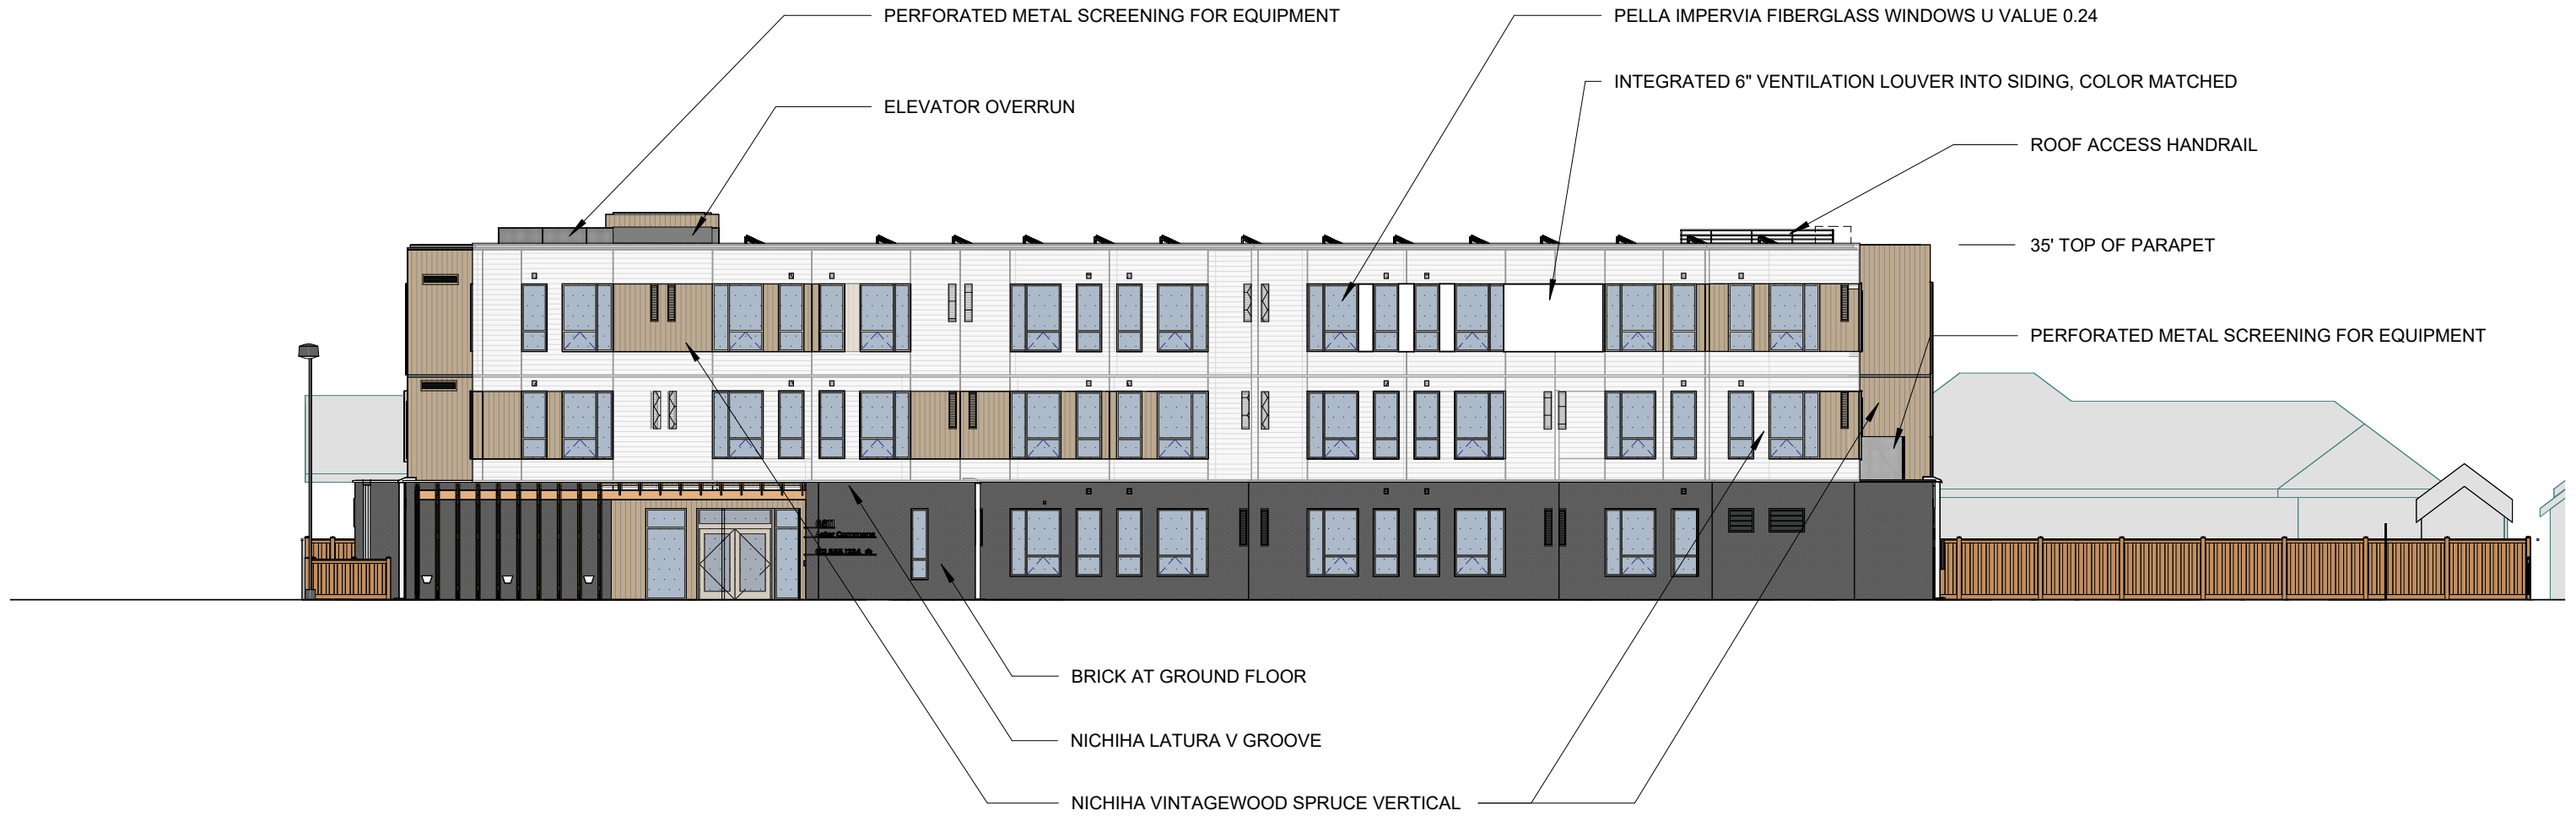 PERFORATED METAL SCREENING FOR EQUIPMENT
PELLA IMPERVIA FIBERGLASS WINDOWS U VALUE 0.24
INTEGRATED 6" VENTILATION LOUVER INTO SIDING, COLOR MATCHED
ELEVATOR OVERRUN
ROOF ACCESS HANDRAIL
35' TOP OF PARAPET
PERFORATED METAL SCREENING FOR EQUIPMENT
BRICK AT GROUND FLOOR
NICHIHA LATURA V GROOVE
NICHIHA VINTAGEWOOD SPRUCE VERTICAL